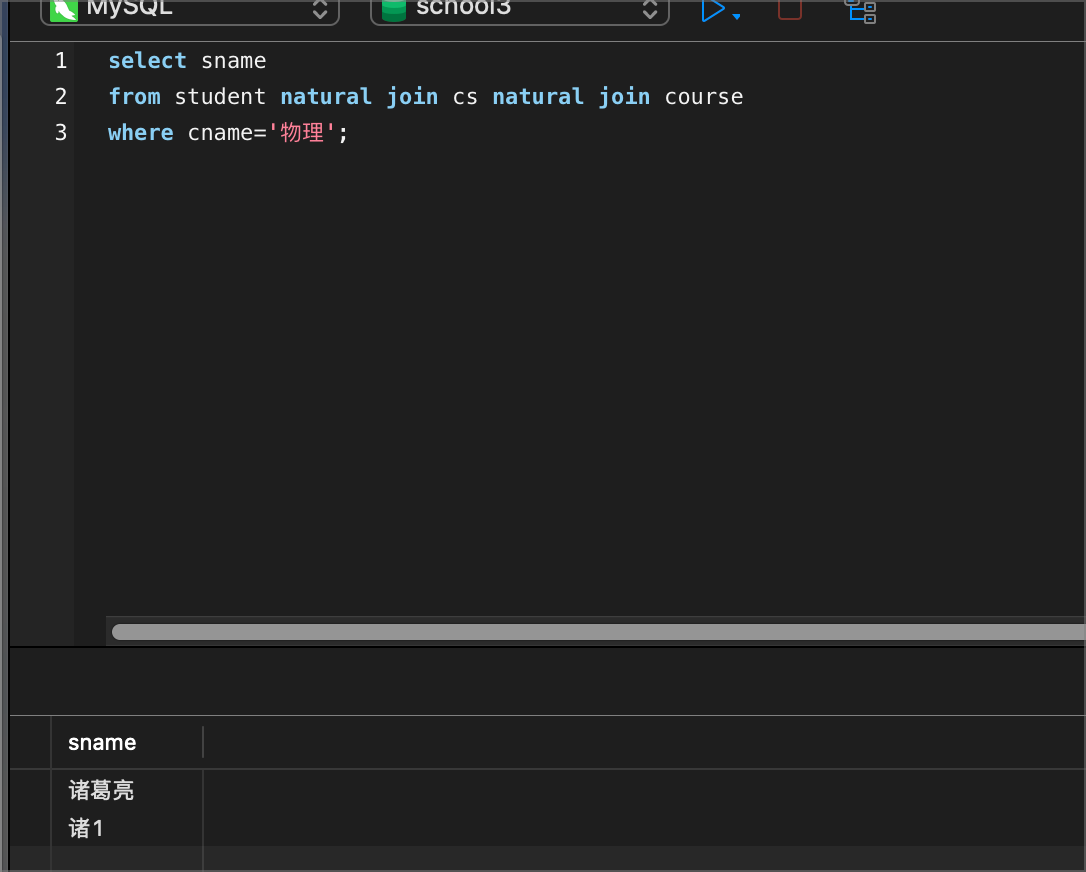 MySQL school3
1 select sname
2 from student natural join cs natural join course
3 where cname='物理';
sname
诸葛亮
诸1